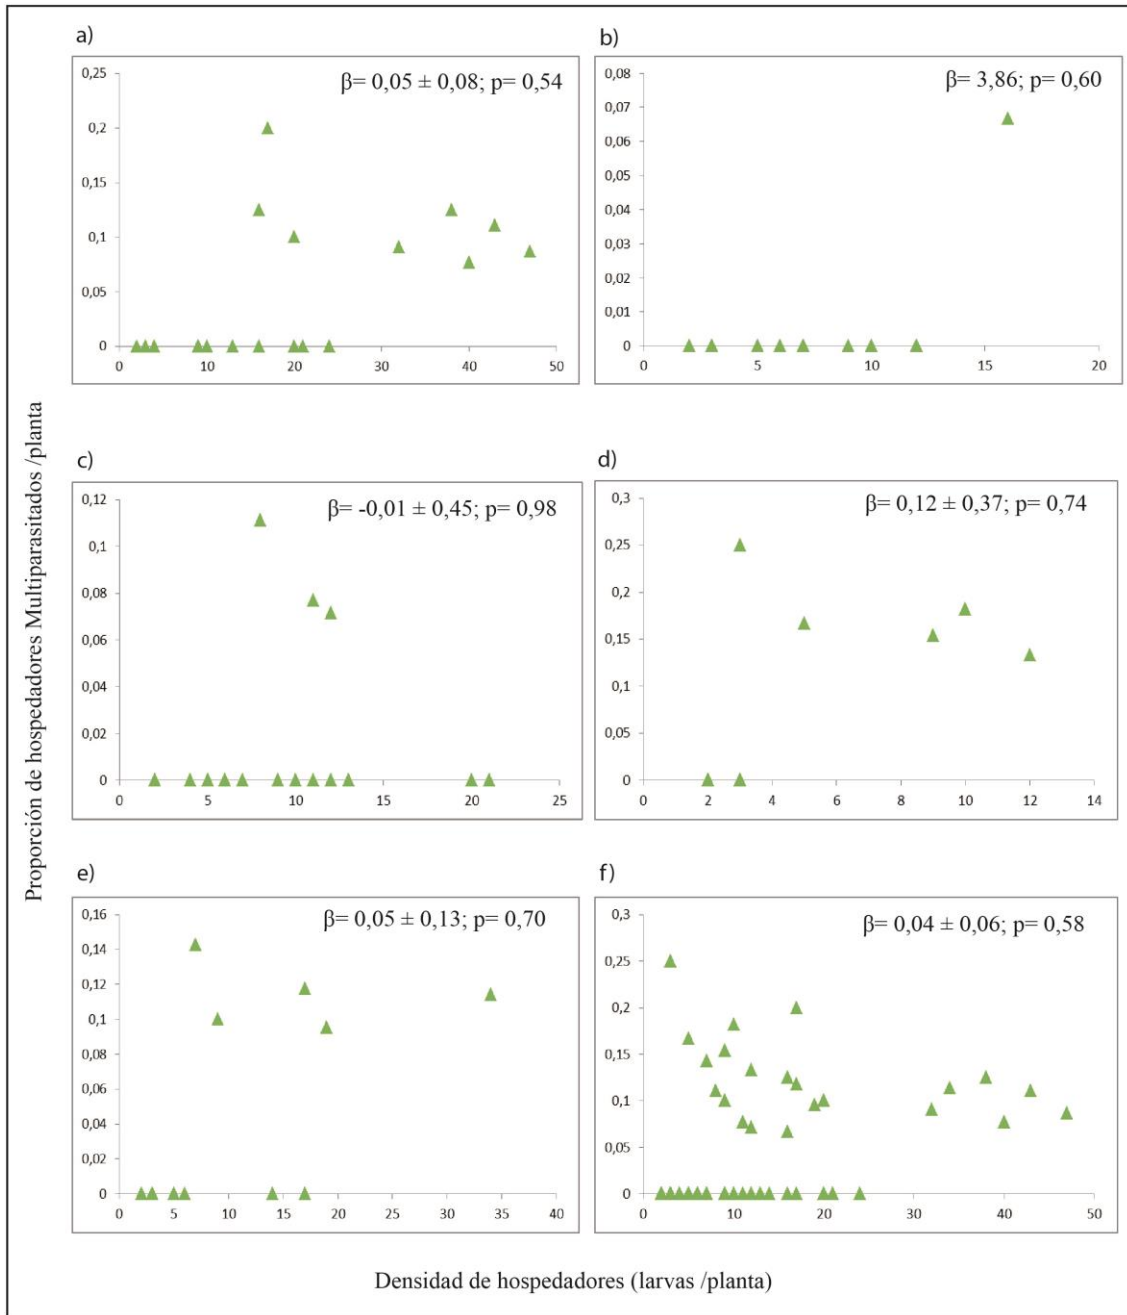 a)
β= 0,05 ± 0,08; p= 0,54
0,25
0,2
0,15
0,1
0,05
0
0 10 20 30 40 50
b)
β= 3,86; p= 0,60
0,08
0,07
0,06
0,05
0,04
0,03
0,02
0,01
0
0 5 10 15 20
c)
β= -0,01 ± 0,45; p= 0,98
0,12
0,1
0,08
0,06
0,04
0,02
0
0 5 10 15 20 25
d)
β= 0,12 ± 0,37; p= 0,74
0,3
0,25
0,2
0,15
0,1
0,05
0
0 2 4 6 8 10 12 14
e)
β= 0,05 ± 0,13; p= 0,70
0,16
0,14
0,12
0,1
0,08
0,06
0,04
0,02
0
0 5 10 15 20 25 30 35 40
f)
β= 0,04 ± 0,06; p= 0,58
0,3
0,25
0,2
0,15
0,1
0,05
0
0 10 20 30 40 50
Proporción de hospedadores Multiparasitados /planta
Densidad de hospedadores (larvas /planta)